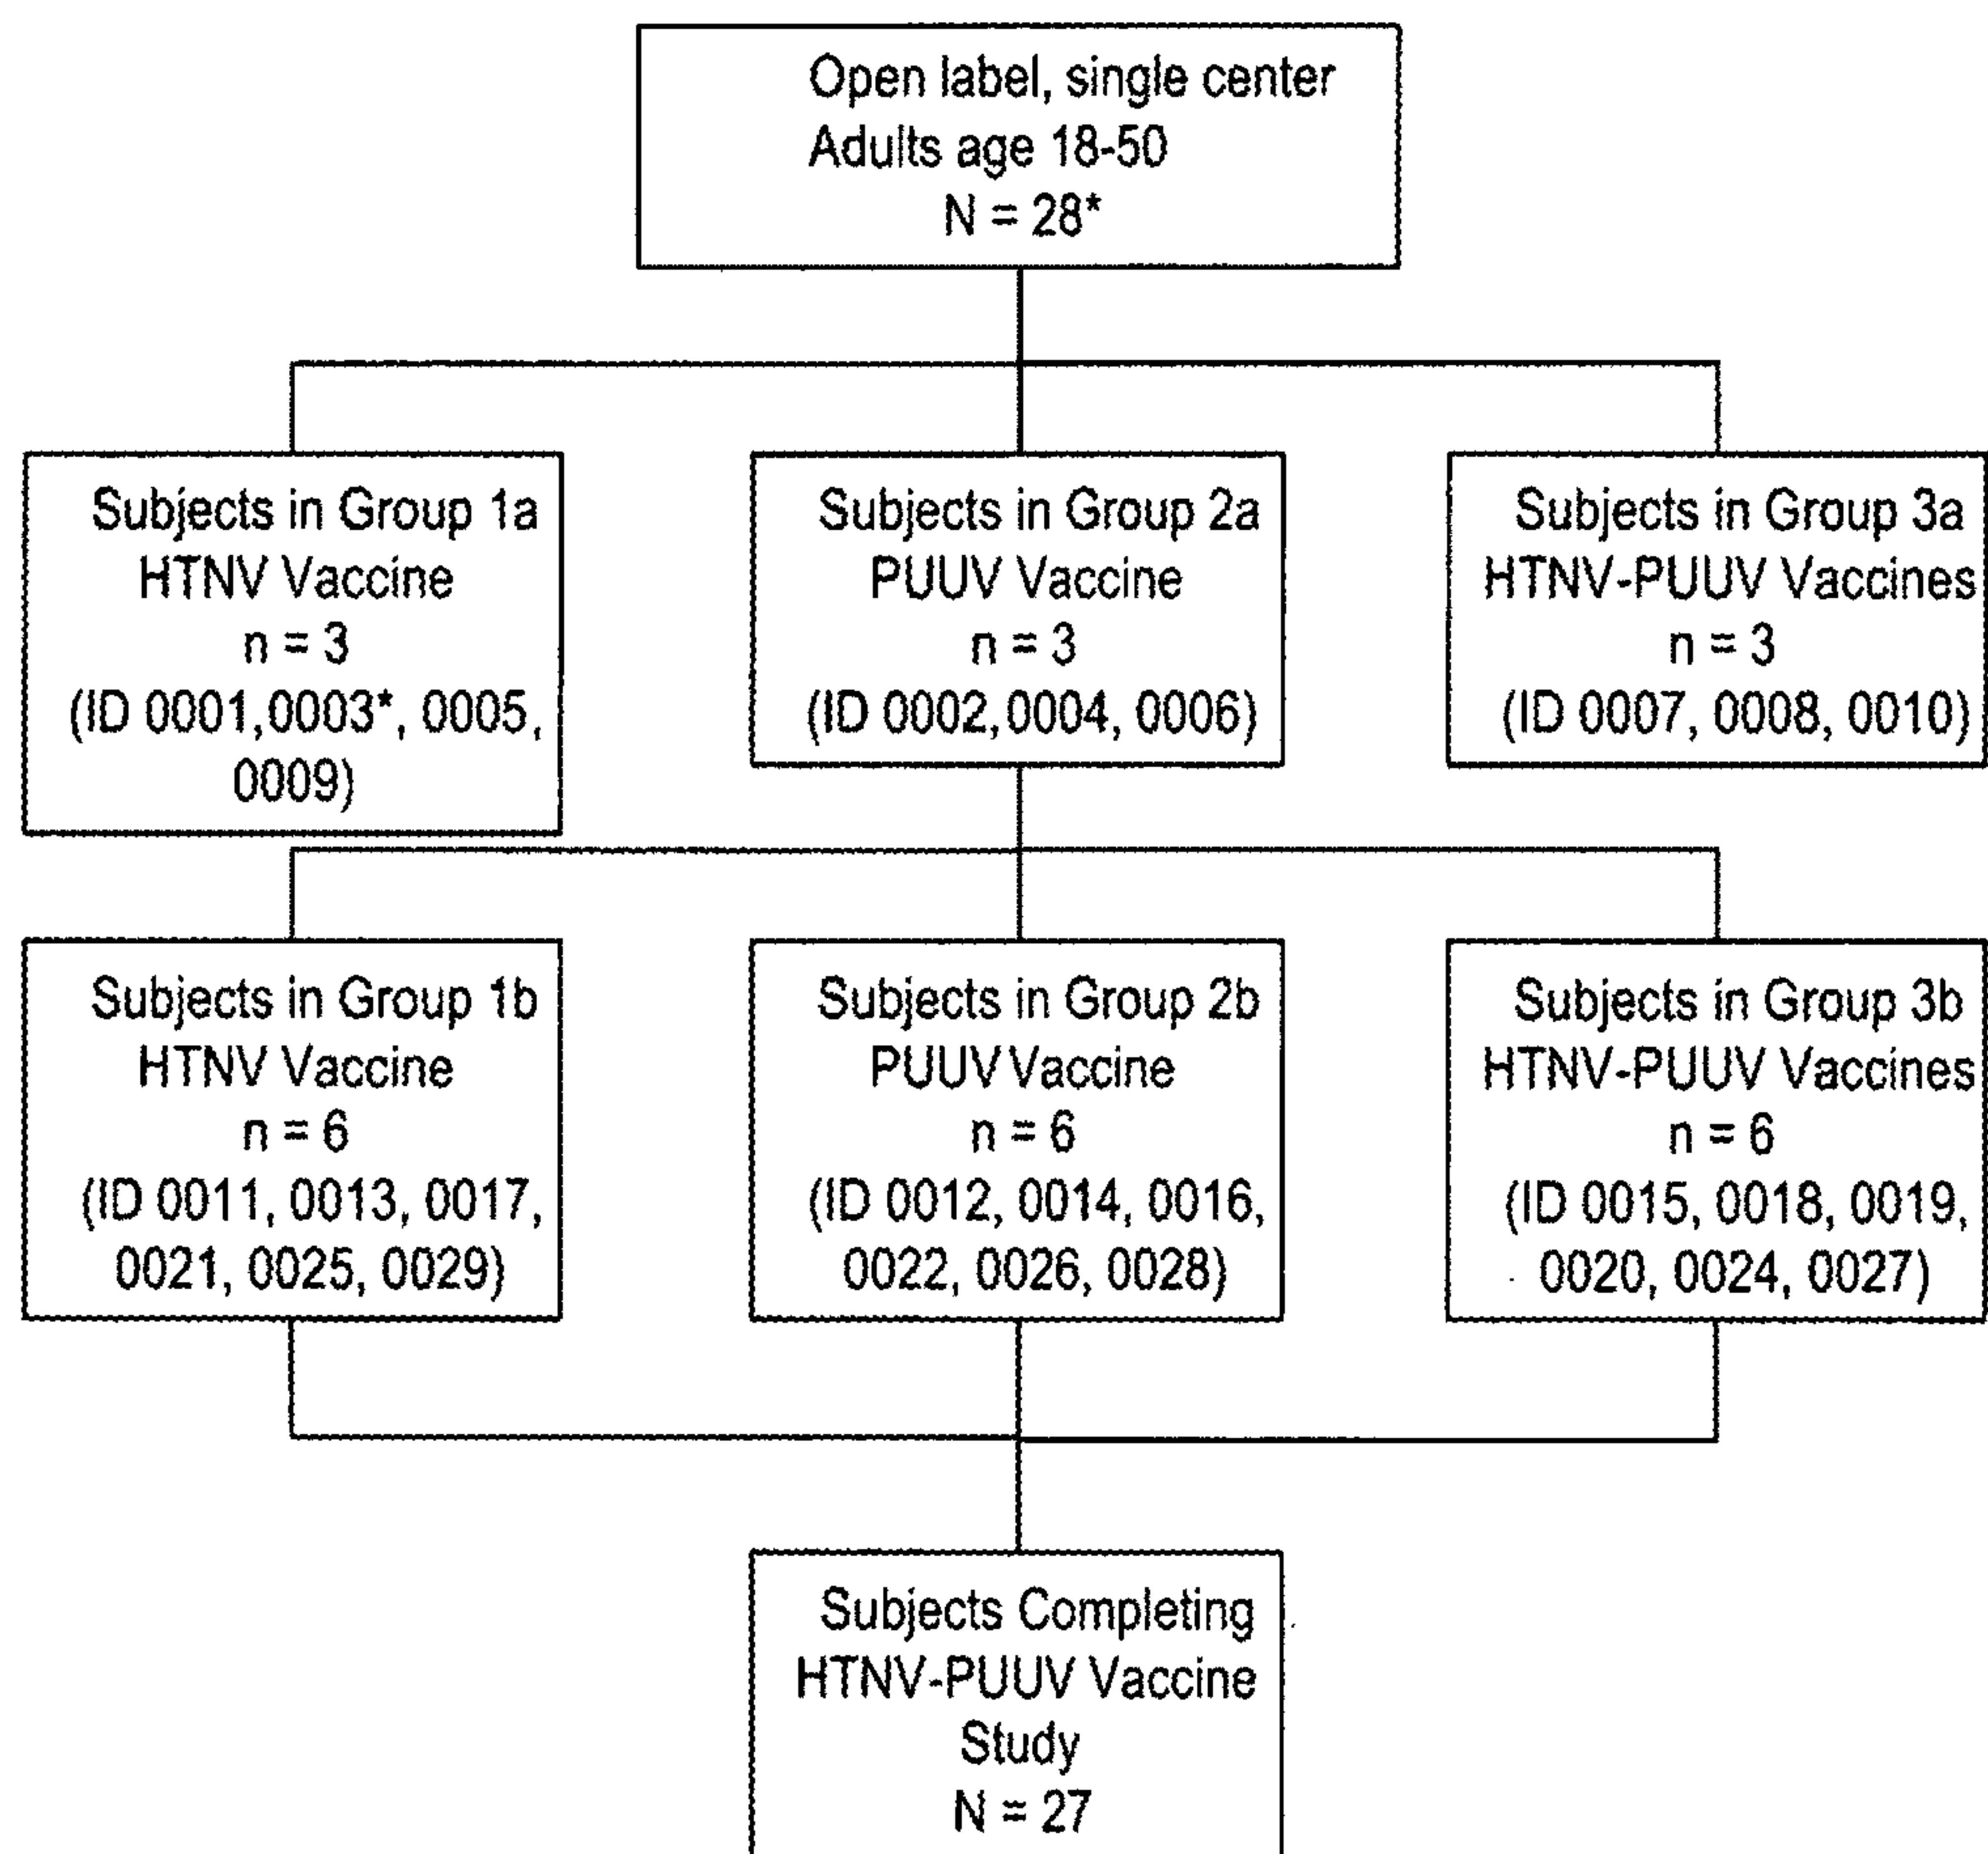 Open label, single center
Adults age 18-50
N = 28*
Subjects in Group 1a
HTNV Vaccine
n = 3
(ID 0001,0003*, 0005,
0009)
Subjects in Group 2a
PUUV Vaccine
n = 3
(ID 0002,0004, 0006)
Subjects in Group 3a
HTNV-PUUV Vaccines
n = 3
(ID 0007, 0008, 0010)
Subjects in Group 1b
HTNV Vaccine
n = 6
(ID 0011, 0013, 0017,
0021, 0025, 0029)
Subjects in Group 2b
PUUV Vaccine
n = 6
(ID 0012, 0014, 0016,
0022, 0026, 0028)
Subjects in Group 3b
HTNV-PUUV Vaccines
n = 6
(ID 0015, 0018, 0019,
0020, 0024, 0027)
Subjects Completing
HTNV-PUUV Vaccine
Study
N = 27